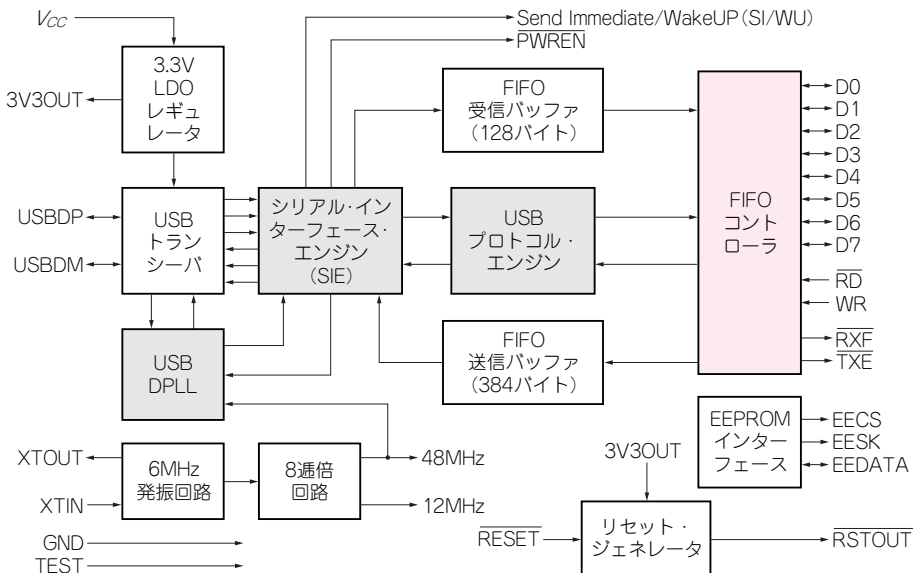 VCC
Send Immediate/WakeUP(SI/WU)
PWREN
3.3V
LDO
レギュ
レータ
3V3OUT
FIFO
受信バッファ
(128バイト)
D0
D1
D2
D3
D4
D5
D6
D7
RD
WR
RXF
TXE
FIFO
コント
ローラ
USBDP
USBDM
USB
トラン
シーバ
シリアル・イン
ターフェース・
エンジン
(SIE)
USB
プロトコル・
エンジン
USB
DPLL
FIFO
送信バッファ
(384バイト)
EEPROM
インター
フェース
EECS
EESK
EEDATA
XTOUT
XTIN
6MHz
発振回路
8逓倍
回路
48MHz
12MHz
3V3OUT
GND
TEST
RESET
リセット・
ジェネレータ
RSTOUT